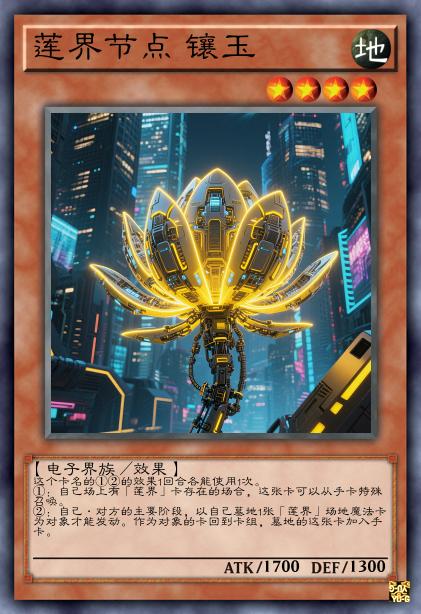 莲界节点 镶玉
地
【电子界族／效果】
这个卡名的①②的效果1回合各能使用1次。
①：自己场上有「莲界」卡存在的场合，这张卡可以从手卡特殊
召唤。
②：自己·对方的主要阶段，以自己墓地1张「莲界」场地魔法卡
为对象才能发动。作为对象的卡回到卡组，墓地的这张卡加入手
卡。
ATK/1700 DEF/1300